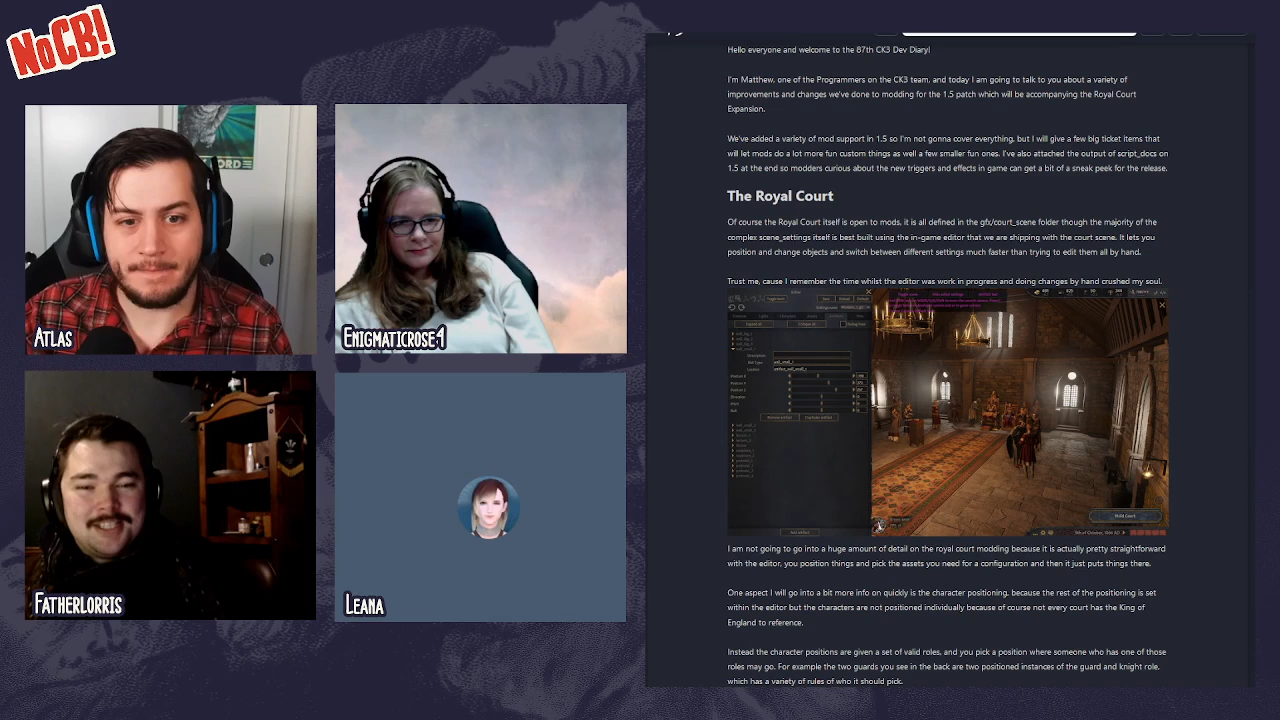 NoCB!
Atlas
Enigmaticrose4
Fatherlorris
Leana
Hello everyone and welcome to the 87th CK3 Dev Diary!
I'm Matthew, one of the Programmers on the CK3 team, and today I am going to talk to you about a variety of
improvements and changes we've done to modding for the 1.5 patch which will be accompanying the Royal Court
Expansion.
We've added a variety of mod support in 1.5 so I'm not gonna cover everything, but I will give a few big ticket items that
will let mods do a lot more fun custom things as well a few smaller fun ones. I've also attached the output of script_docs on
1.5 at the end so modders curious about the new triggers and effects in game can get a bit of a sneak peek for the release.
The Royal Court
Of course the Royal Court itself is open to mods, it is all defined in the gfx/court_scene folder though the majority of the
complex scene_settings itself is best built using the in-game editor that we are shipping with the court scene. It lets you
position and change objects and switch between different settings much faster than trying to edit them all by hand.
Trust me, cause I remember the time whilst the editor was work in progress and doing changes by hand crushed my soul.
Hold Court
I am not going to go into a huge amount of detail on the royal court modding because it is actually pretty straightforward
with the editor, you position things and pick the assets you need for a configuration and then it just puts things there.
One aspect I will go into a bit more info on quickly is the character positioning, because the rest of the positioning is set
within the editor but the characters are not positioned individually because of course not every court has the King of
England to reference.
Instead the character positions are given a set of valid roles, and you pick a position where someone who has one of those
roles may go. For example the two guards you see in the back are two positioned instances of the guard and knight role,
which has a variety of rules of who it should pick.